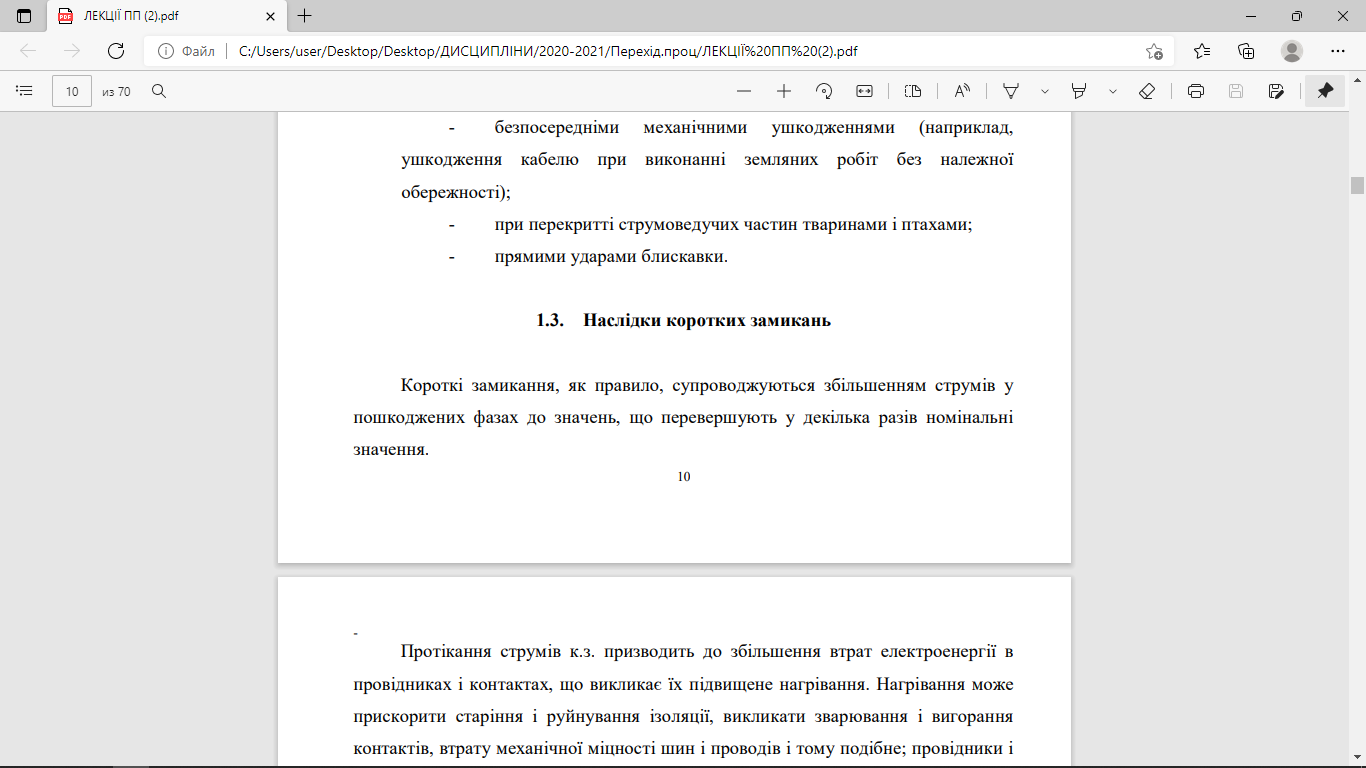 ЛЕКЦІЇ ПП (2).pdf
Файл C:/Users/user/Desktop/Desktop/ДИСЦИПЛІНИ/2020-2021/Перехід.проц/ЛЕКЦІЇ%20ПП%20(2).pdf
10 из 70
- безпосередніми механічними ушкодженнями (наприклад,
ушкодження кабелю при виконанні земляних робіт без належної
обережності);
- при перекритті струмоведучих частин тваринами і птахами;
- прямими ударами блискавки.
1.3. Наслідки коротких замикань
Короткі замикання, як правило, супроводжуються збільшенням струмів у
пошкоджених фазах до значень, що перевершують у декілька разів номінальні
значення.
10
-
Протікання струмів к.з. призводить до збільшення втрат електроенергії в
провідниках і контактах, що викликає їх підвищене нагрівання. Нагрівання може
прискорити старіння і руйнування ізоляції, викликати зварювання і вигорання
контактів, втрату механічної міцності шин і проводів і тому подібне; провідники і